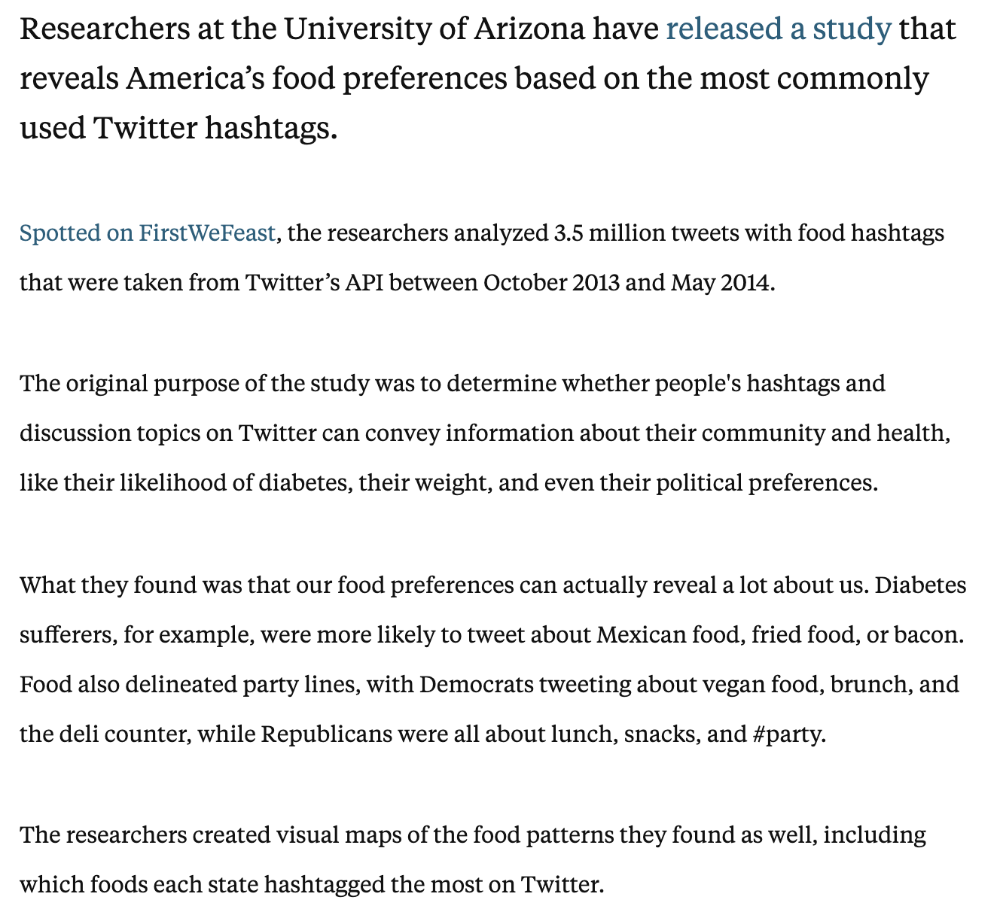 Researchers at the University of Arizona have released a study that
reveals America’s food preferences based on the most commonly
used Twitter hashtags.
Spotted on FirstWeFeast, the researchers analyzed 3.5 million tweets with food hashtags
that were taken from Twitter’s API between October 2013 and May 2014.
The original purpose of the study was to determine whether people's hashtags and
discussion topics on Twitter can convey information about their community and health,
like their likelihood of diabetes, their weight, and even their political preferences.
What they found was that our food preferences can actually reveal a lot about us. Diabetes
sufferers, for example, were more likely to tweet about Mexican food, fried food, or bacon.
Food also delineated party lines, with Democrats tweeting about vegan food, brunch, and
the deli counter, while Republicans were all about lunch, snacks, and #party.
The researchers created visual maps of the food patterns they found as well, including
which foods each state hashtagged the most on Twitter.